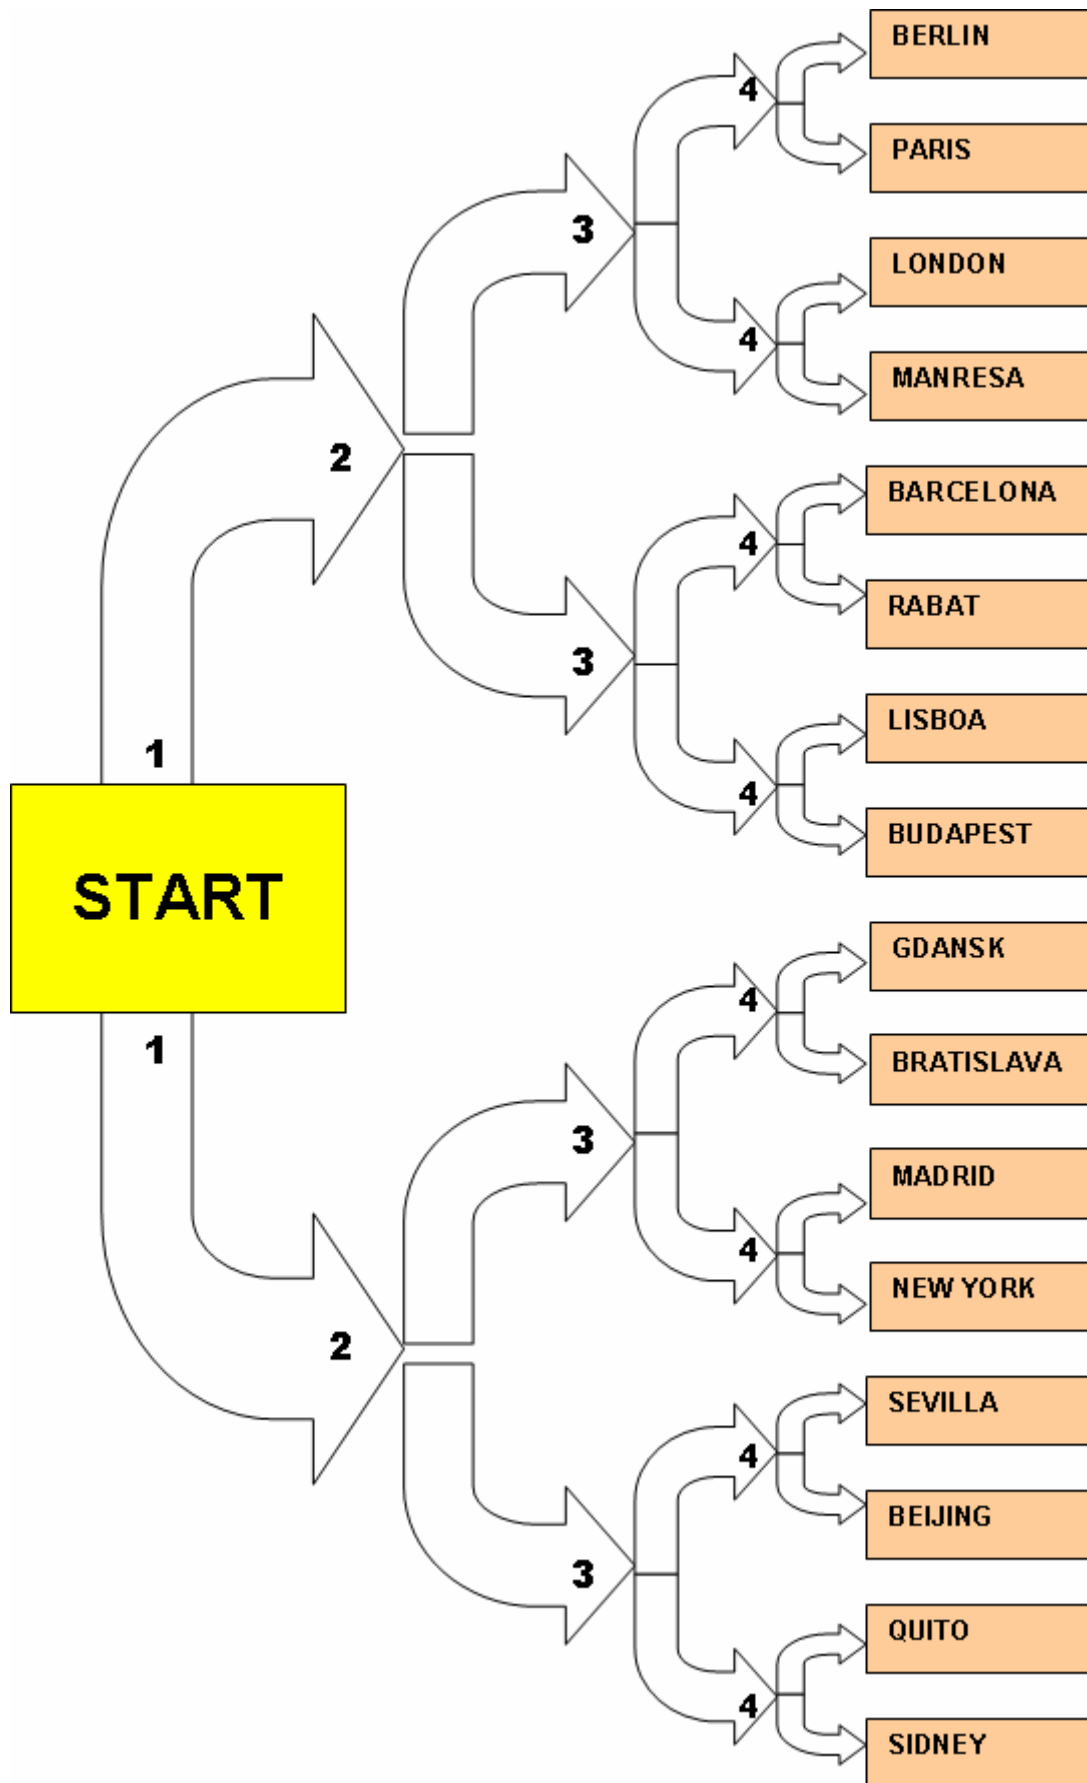 BERLIN
4
PARIS
3
LONDON
4
MANRESA
2
BARCELONA
4
RABAT
3
LISBOA
1
4
BUDAPEST
START
GDANSK
4
1
BRATISLAVA
3
MADRID
4
NEW YORK
2
SEVILLA
4
BEIJING
3
QUITO
4
SIDNEY